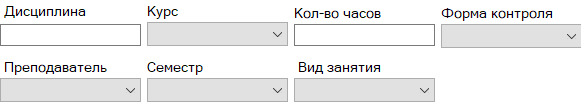 Дисциплина Курс Кол-во часов Форма контроля
Преподаватель Семестр Вид занятия